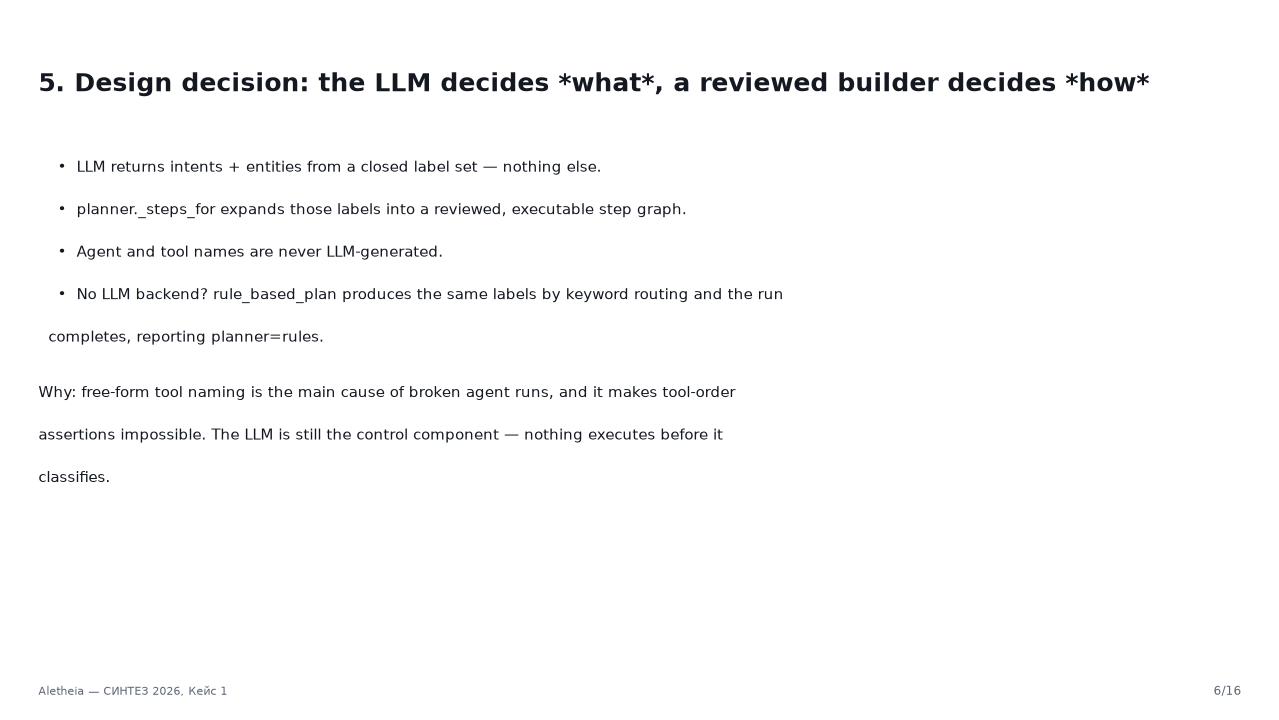 5. Design decision: the LLM decides *what*, a reviewed builder decides *how*
• LLM returns intents + entities from a closed label set — nothing else.
• planner._steps_for expands those labels into a reviewed, executable step graph.
• Agent and tool names are never LLM-generated.
• No LLM backend? rule_based_plan produces the same labels by keyword routing and the run
completes, reporting planner=rules.
Why: free-form tool naming is the main cause of broken agent runs, and it makes tool-order
assertions impossible. The LLM is still the control component — nothing executes before it
classifies.
Aletheia — СИНТЕЗ 2026, Кейс 1
6/16